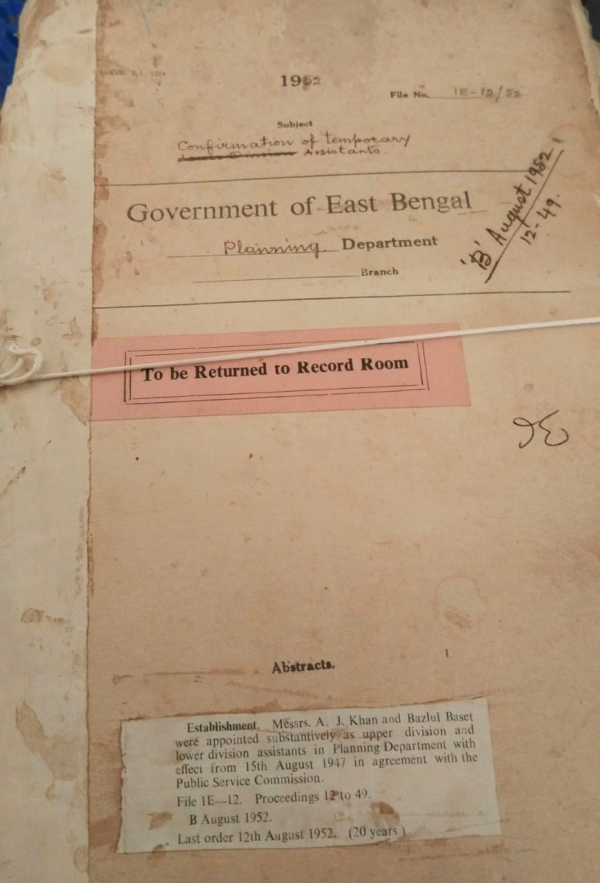 1952
File No. 1E-12/52
Subject
Confirmation of temporary
Assistants.
'B' August 1952
12-49.
Government of East Bengal
Planning Department
Branch
To be Returned to Record Room
IE
Abstracts.
Establishment. Messrs. A. J. Khan and Bazlul Baset
were appointed substantively as upper division and
lower division assistants in Planning Department with
effect from 15th August 1947 in agreement with the
Public Service Commission.
File 1E—12. Proceedings 12 to 49.
B August 1952.
Last order 12th August 1952. (20 years.)